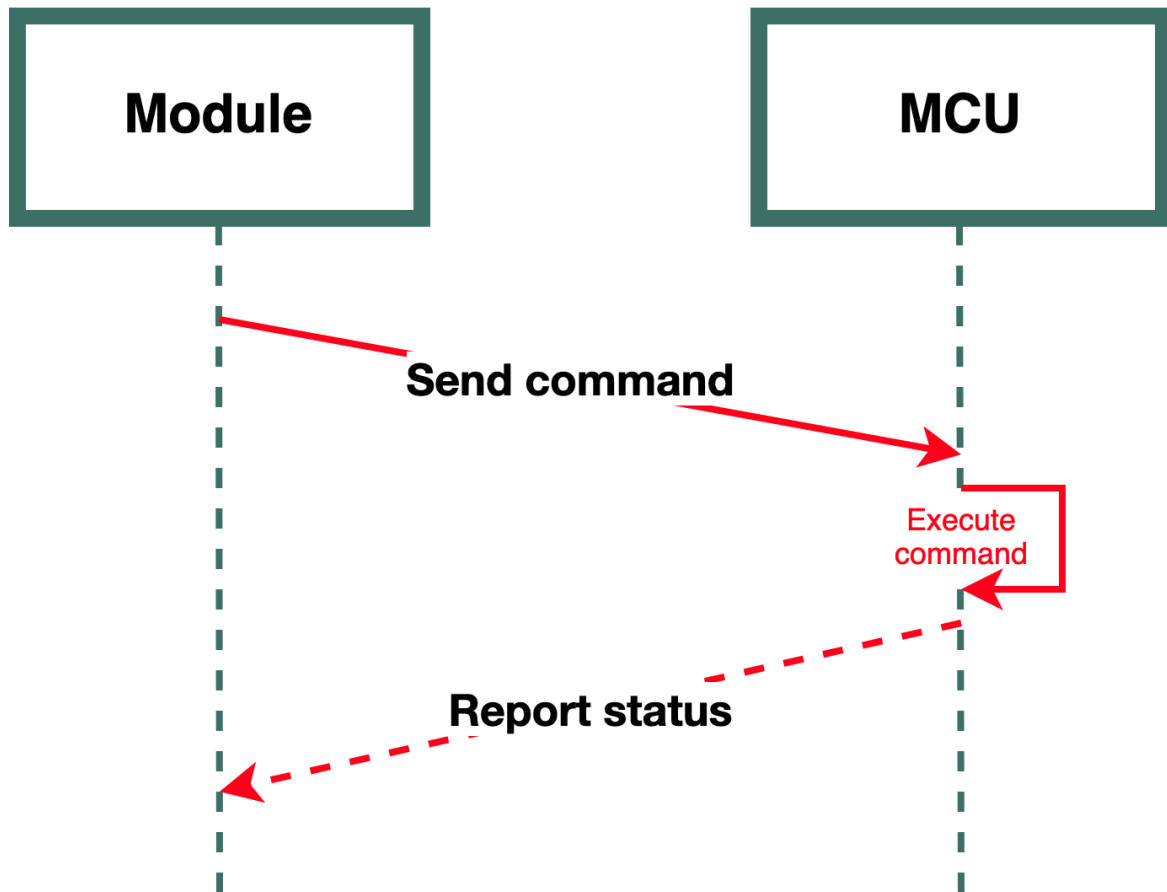 Module
MCU
Send command
Execute
command
Report status